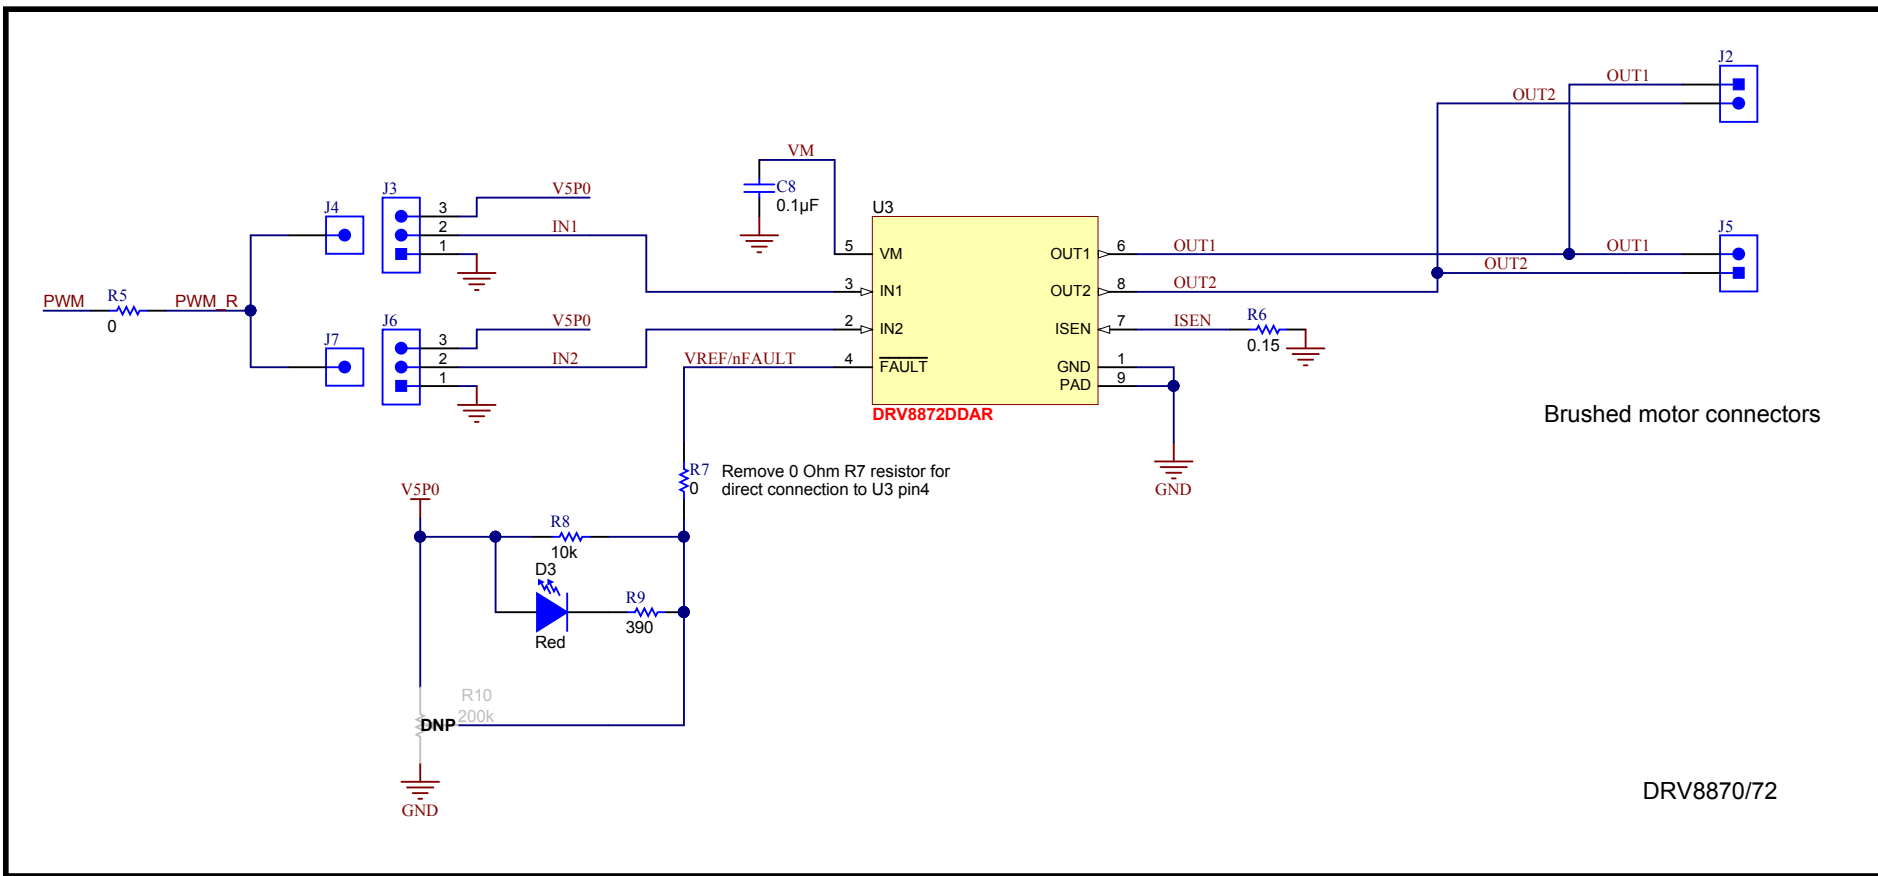 J2
OUT1
OUT2
VM
C8
0.1µF
J3
V5P0
3
IN1
2
1
J4
U3
5
VM
OUT1
6
OUT1
OUT1
J5
OUT2
3
IN1
OUT2
8
OUT2
PWM
R5
0
PWM_R
2
IN2
ISEN
7
ISEN
R6
0.15
J6
V5P0
3
IN2
2
1
J7
VREF/nFAULT
4
FAULT
GND
1
PAD
9
DRV8872DDAR
Brushed motor connectors
R7
0
Remove 0 Ohm R7 resistor for
direct connection to U3 pin4
GND
V5P0
R8
10k
D3
Red
R9
390
R10
200k
DNP
GND
DRV8870/72